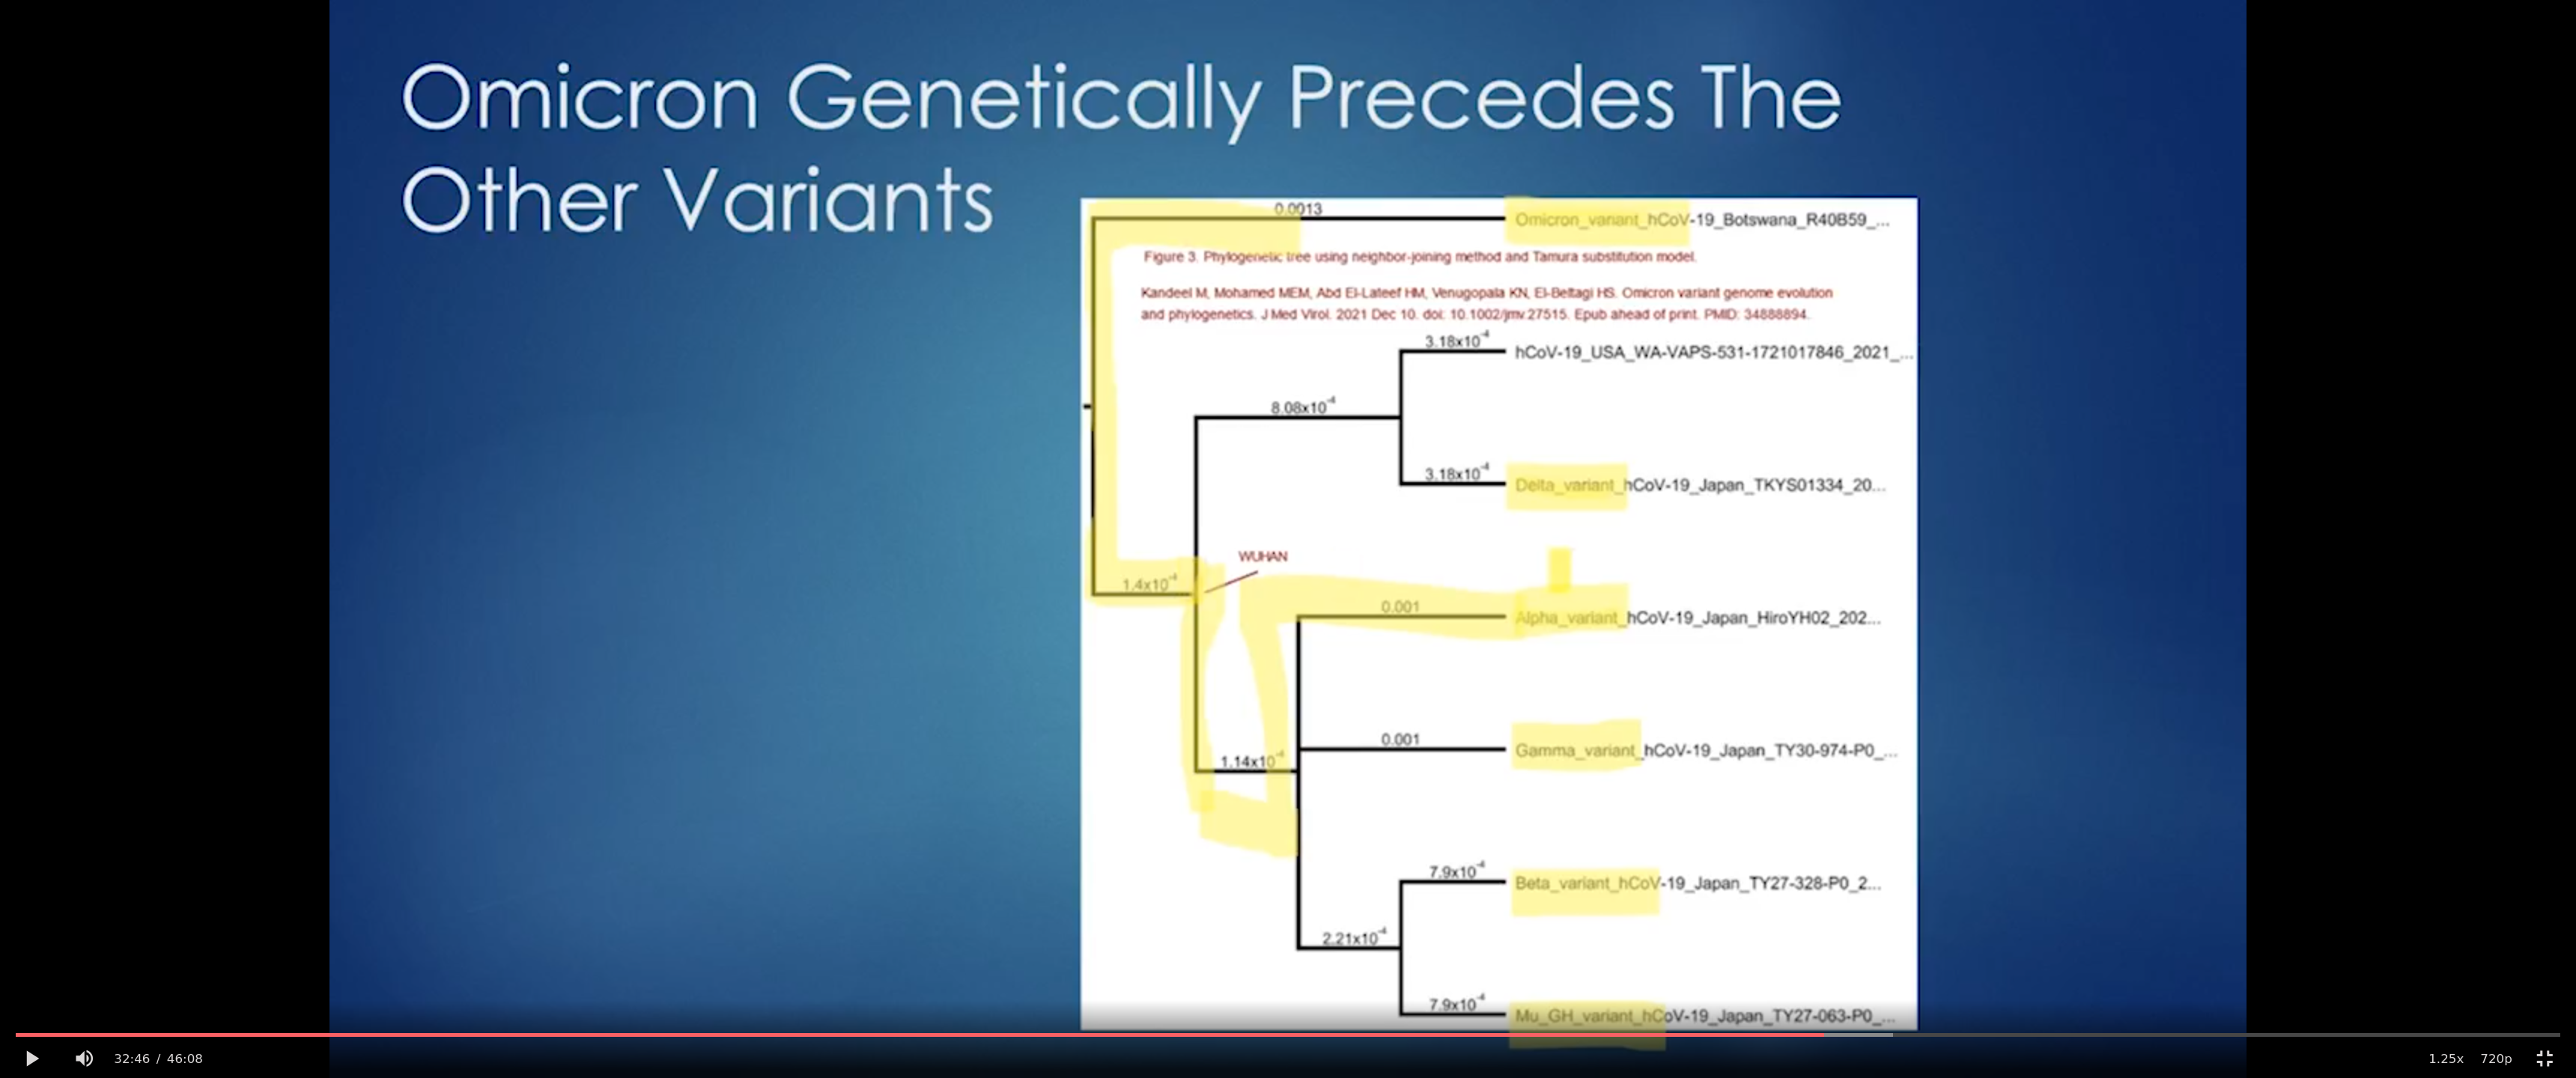 Omicron Genetically Precedes The
Other Variants
0.0013
Omicron_variant_hCoV-19_Botswana_R40B59_...
Figure 3. Phylogenetic tree using neighbor-joining method and Tamura substitution model.
Kandeel M, Mohamed MEM, Abd El-Lateef HM, Venugopala KN, El-Beltagi HS. Omicron variant genome evolution
and phylogenetics. J Med Virol. 2021 Dec 10. doi: 10.1002/jmv.27515. Epub ahead of print. PMID: 34888894.
3.18x10⁻⁴
hCoV-19_USA_WA-VAPS-531-1721017846_2021_...
8.08x10⁻⁴
3.18x10⁻⁴
Delta_variant_hCoV-19_Japan_TKYS01334_20...
WUHAN
1.4x10⁻⁴
0.001
Alpha_variant_hCoV-19_Japan_HiroYH02_202...
0.001
Gamma_variant_hCoV-19_Japan_TY30-974-P0_...
1.14x10⁻⁴
7.9x10⁻⁴
Beta_variant_hCoV-19_Japan_TY27-328-P0_2...
2.21x10⁻⁴
7.9x10⁻⁴
Mu_GH_variant_hCoV-19_Japan_TY27-063-P0_...
32:46 / 46:08
1.25x
720p